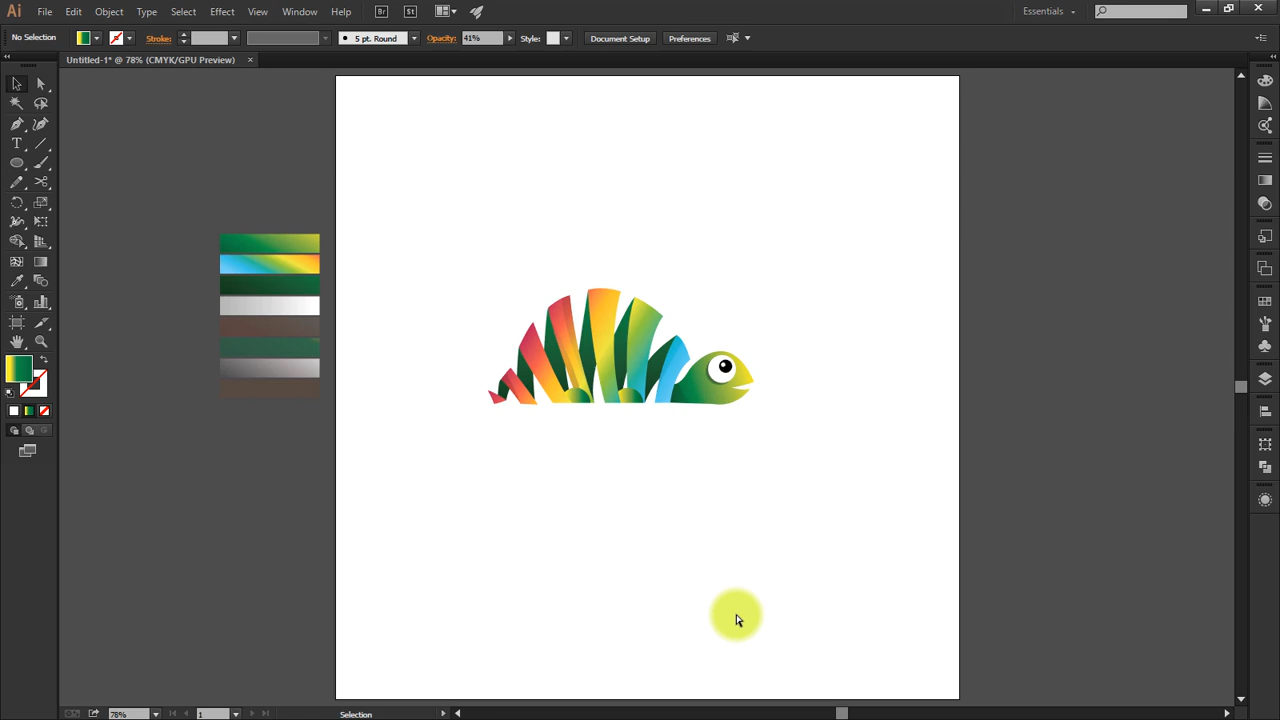 Ai File Edit Object Type Select Effect View Window Help Br St Essentials
No Selection Stroke: 5 pt. Round Opacity: 41% Style: Document Setup Preferences
Untitled-1* @ 78% (CMYK/GPU Preview) ×
T
78% 1 Selection